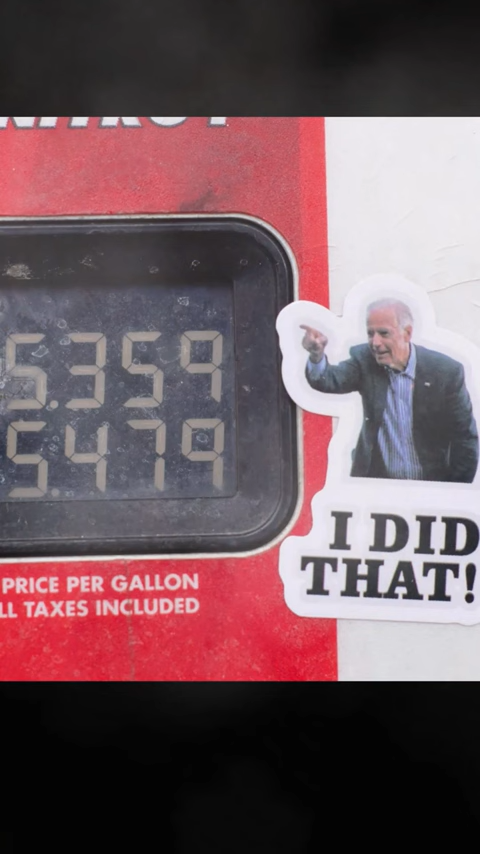 5.359
5.479
PRICE PER GALLON
LL TAXES INCLUDED
I DID
THAT!